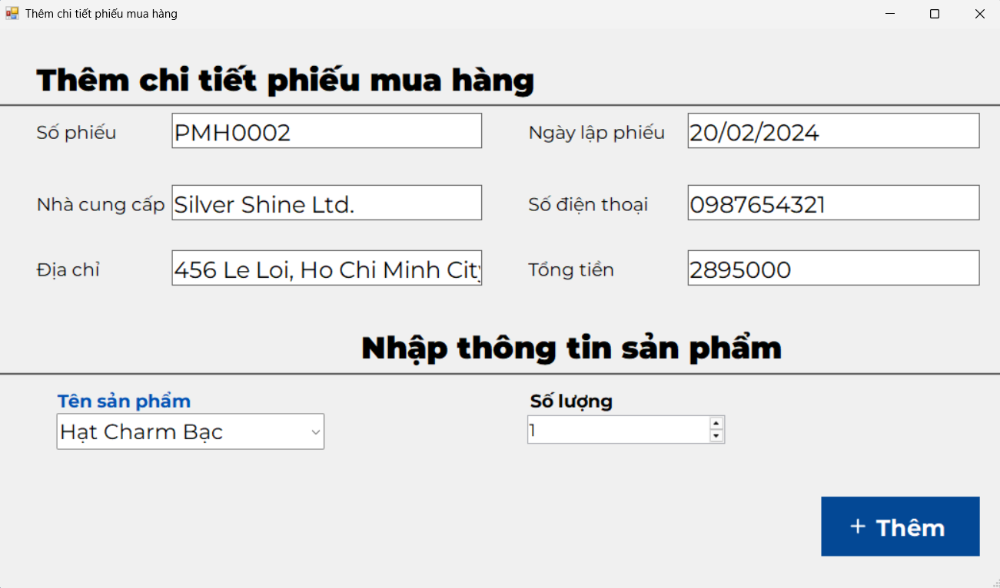 Thêm chi tiết phiếu mua hàng
Thêm chi tiết phiếu mua hàng
Số phiếu PMH0002 Ngày lập phiếu 20/02/2024
Nhà cung cấp Silver Shine Ltd. Số điện thoại 0987654321
Địa chỉ 456 Le Loi, Ho Chi Minh City Tổng tiền 2895000
Nhập thông tin sản phẩm
Tên sản phẩm Số lượng
Hạt Charm Bạc 1
+ Thêm